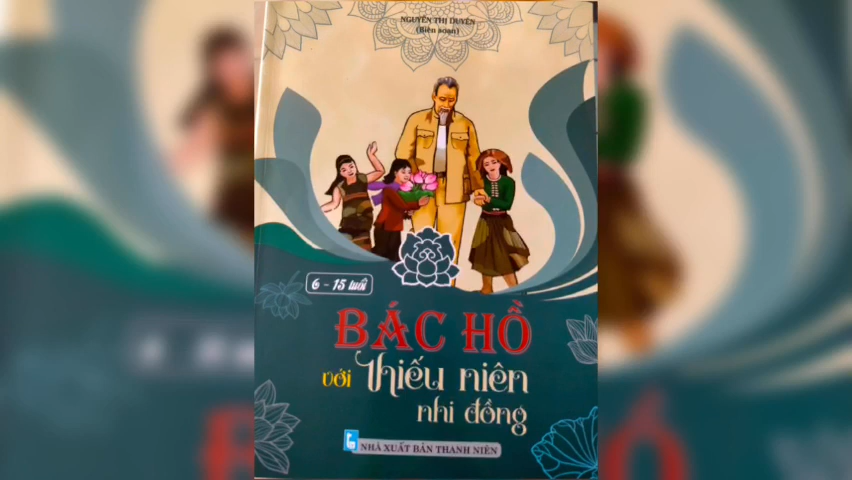 NGUYỄN THỊ DUYÊN
(Biên soạn)
6 - 15 tuổi
BÁC HỒ
với thiếu niên
nhi đồng
NHÀ XUẤT BẢN THANH NIÊN